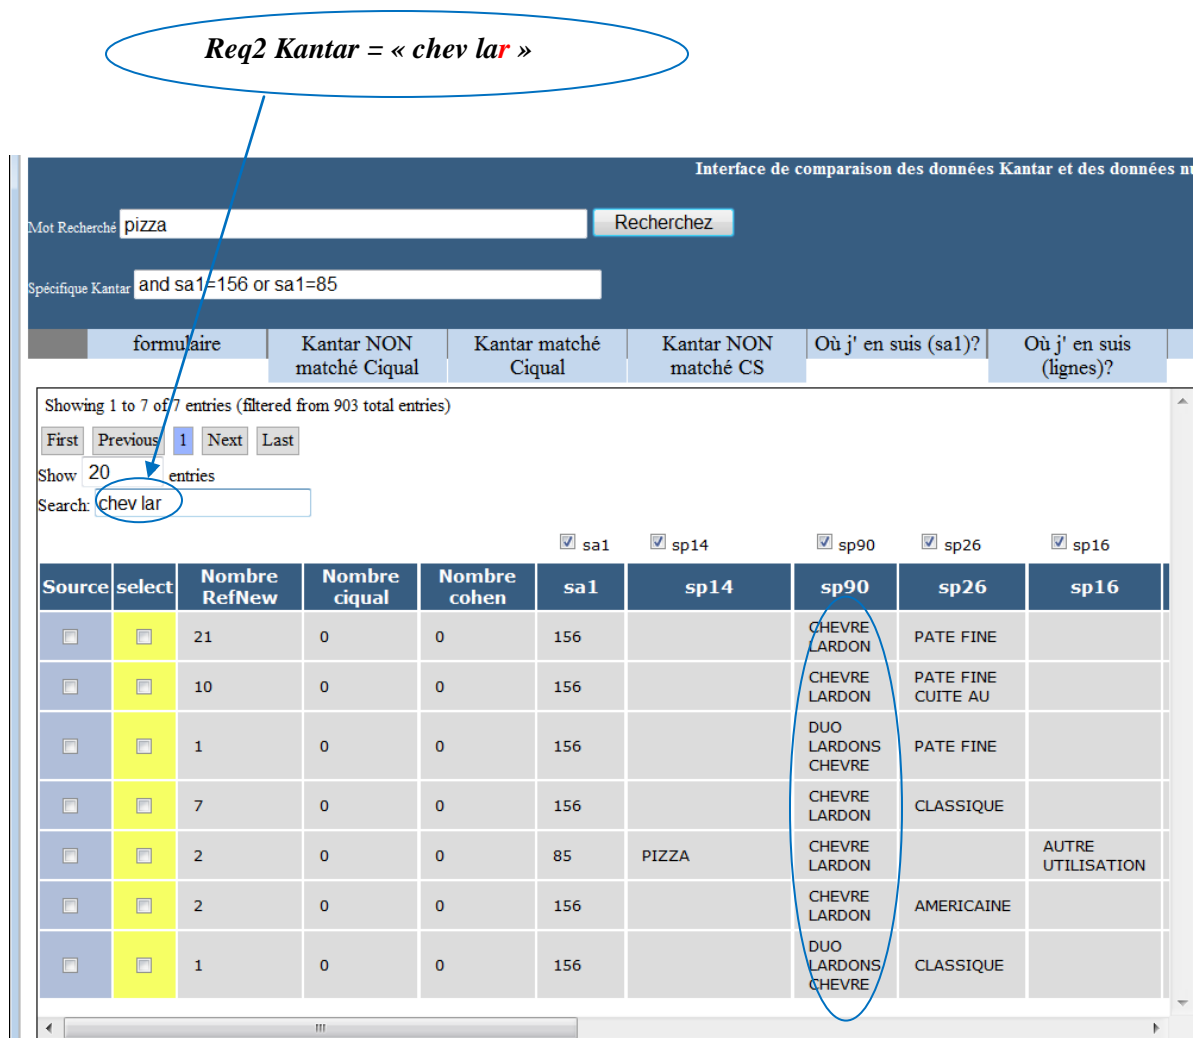 Req2 Kantar = « chev lar »
Interface de comparaison des données Kantar et des données nu
Mot Recherché pizza Recherchez
Spécifique Kantar and sa1=156 or sa1=85
formulaire Kantar NON matché Ciqual Kantar matché Ciqual Kantar NON matché CS Où j' en suis (sa1)? Où j' en suis (lignes)?
Showing 1 to 7 of 7 entries (filtered from 903 total entries)
First Previous 1 Next Last
Show 20 entries
Search: chev lar
sa1 sp14 sp90 sp26 sp16
Source select Nombre RefNew Nombre ciqual Nombre cohen sa1 sp14 sp90 sp26 sp16
21 0 0 156 CHEVRE LARDON PATE FINE
10 0 0 156 CHEVRE LARDON PATE FINE CUITE AU
1 0 0 156 DUO LARDONS CHEVRE PATE FINE
7 0 0 156 CHEVRE LARDON CLASSIQUE
2 0 0 85 PIZZA CHEVRE LARDON AUTRE UTILISATION
2 0 0 156 CHEVRE LARDON AMERICAINE
1 0 0 156 DUO LARDONS CHEVRE CLASSIQUE